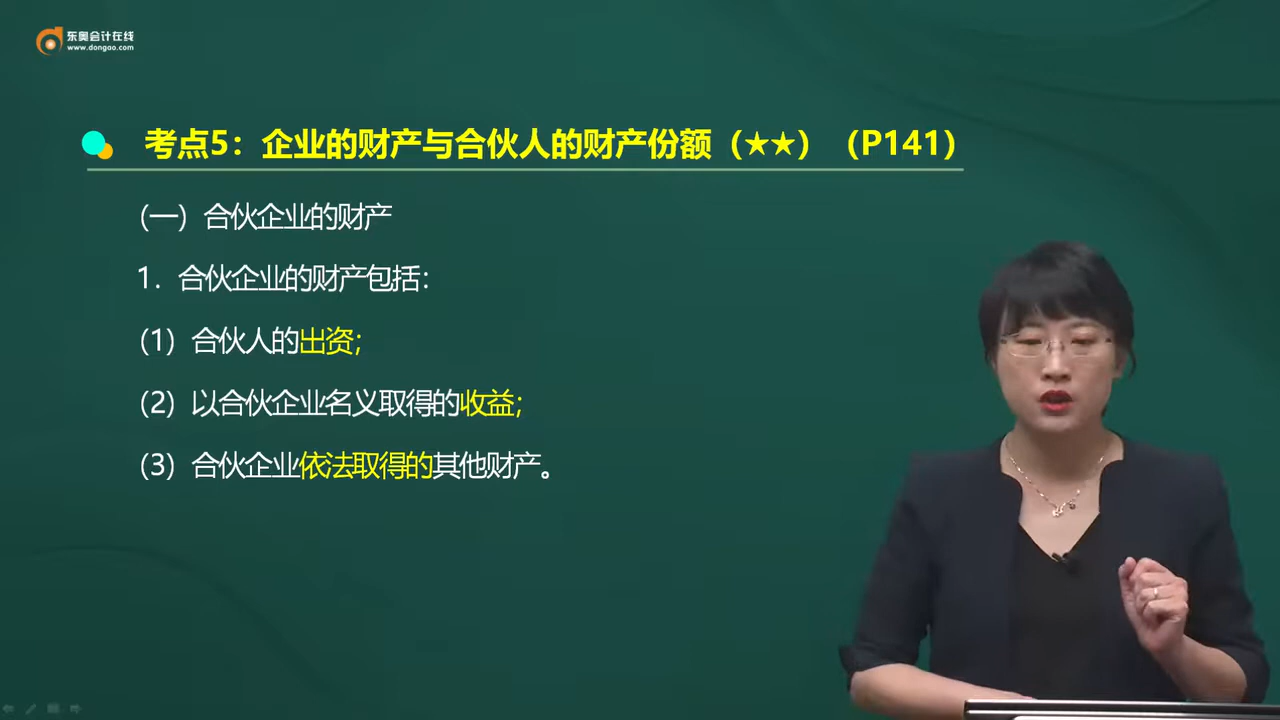 东奥会计在线
www.dongao.com
考点5：企业的财产与合伙人的财产份额（★★）（P141）
（一）合伙企业的财产
1．合伙企业的财产包括：
（1）合伙人的出资；
（2）以合伙企业名义取得的收益；
（3）合伙企业依法取得的其他财产。